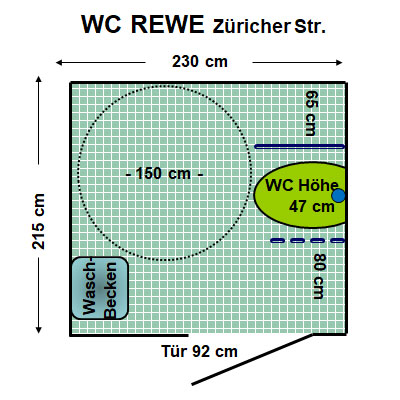 WC REWE Züricher Str.
230 cm
65 cm
- 150 cm -
WC Höhe
47 cm
215 cm
80 cm
Wasch-
Becken
Tür 92 cm